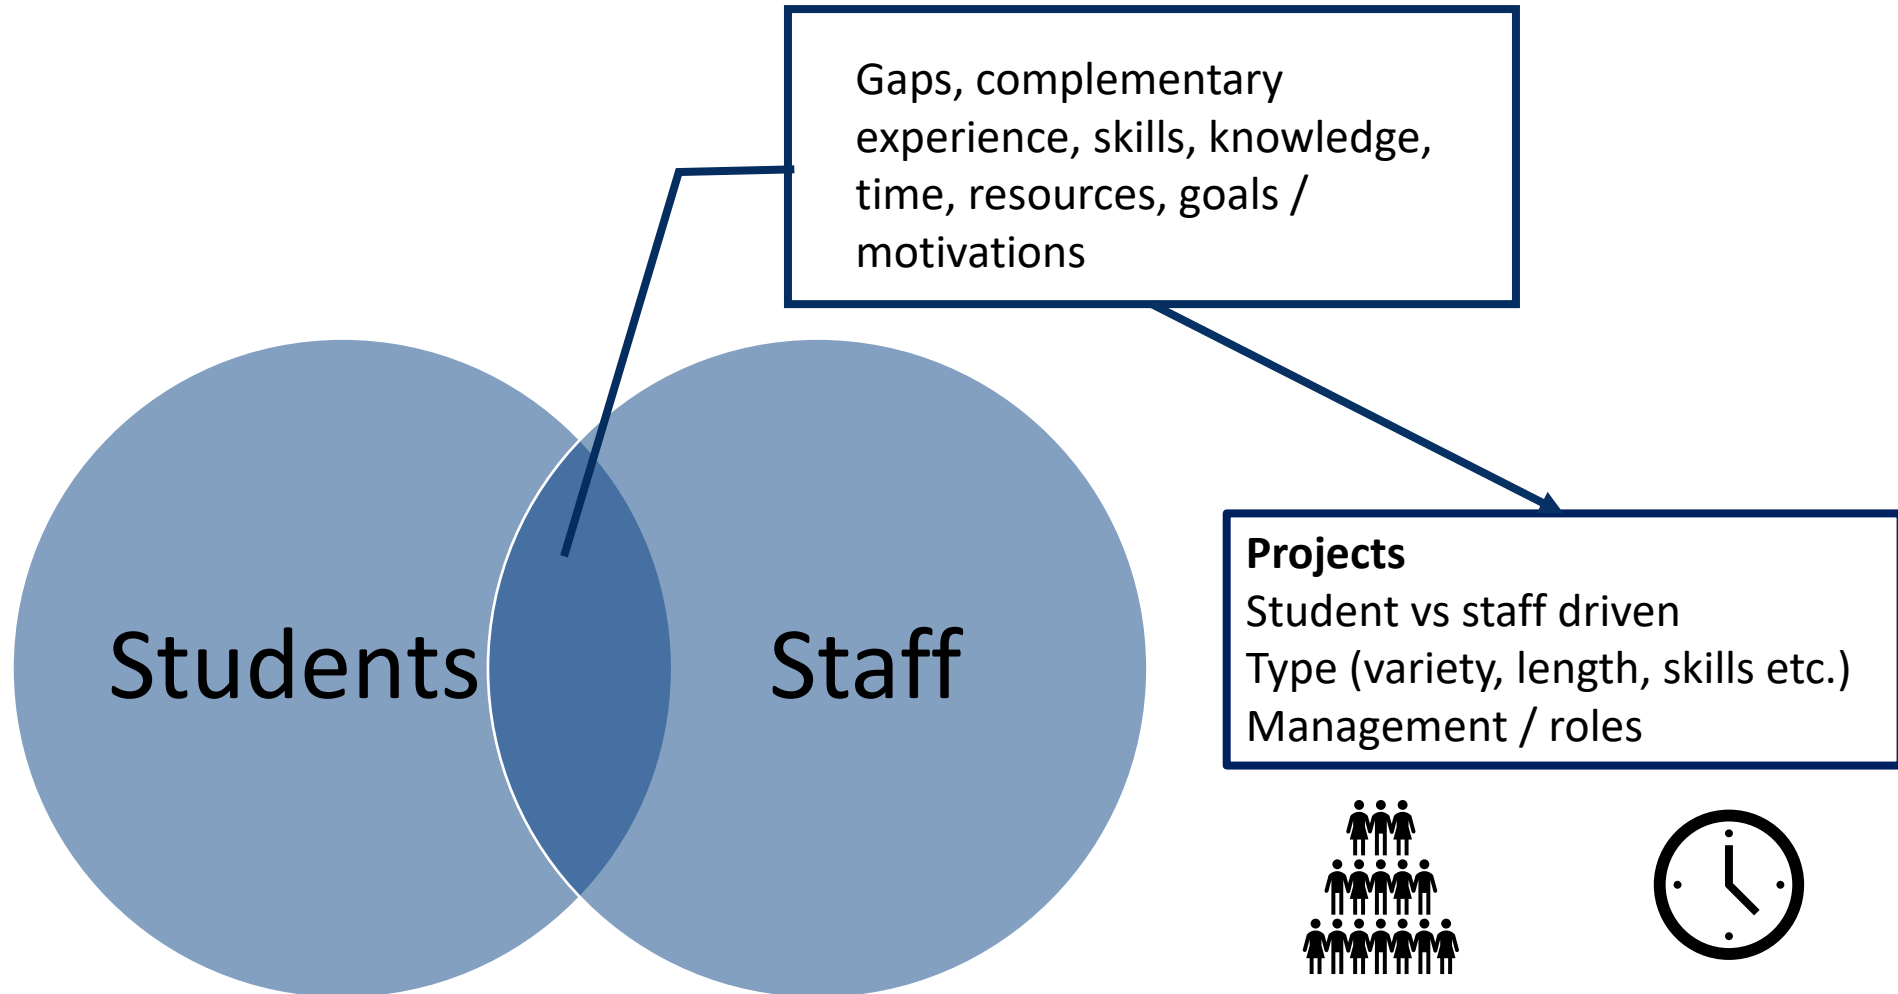 Gaps, complementary
experience, skills, knowledge,
time, resources, goals /
motivations
Students
Staff
Projects
Student vs staff driven
Type (variety, length, skills etc.)
Management / roles